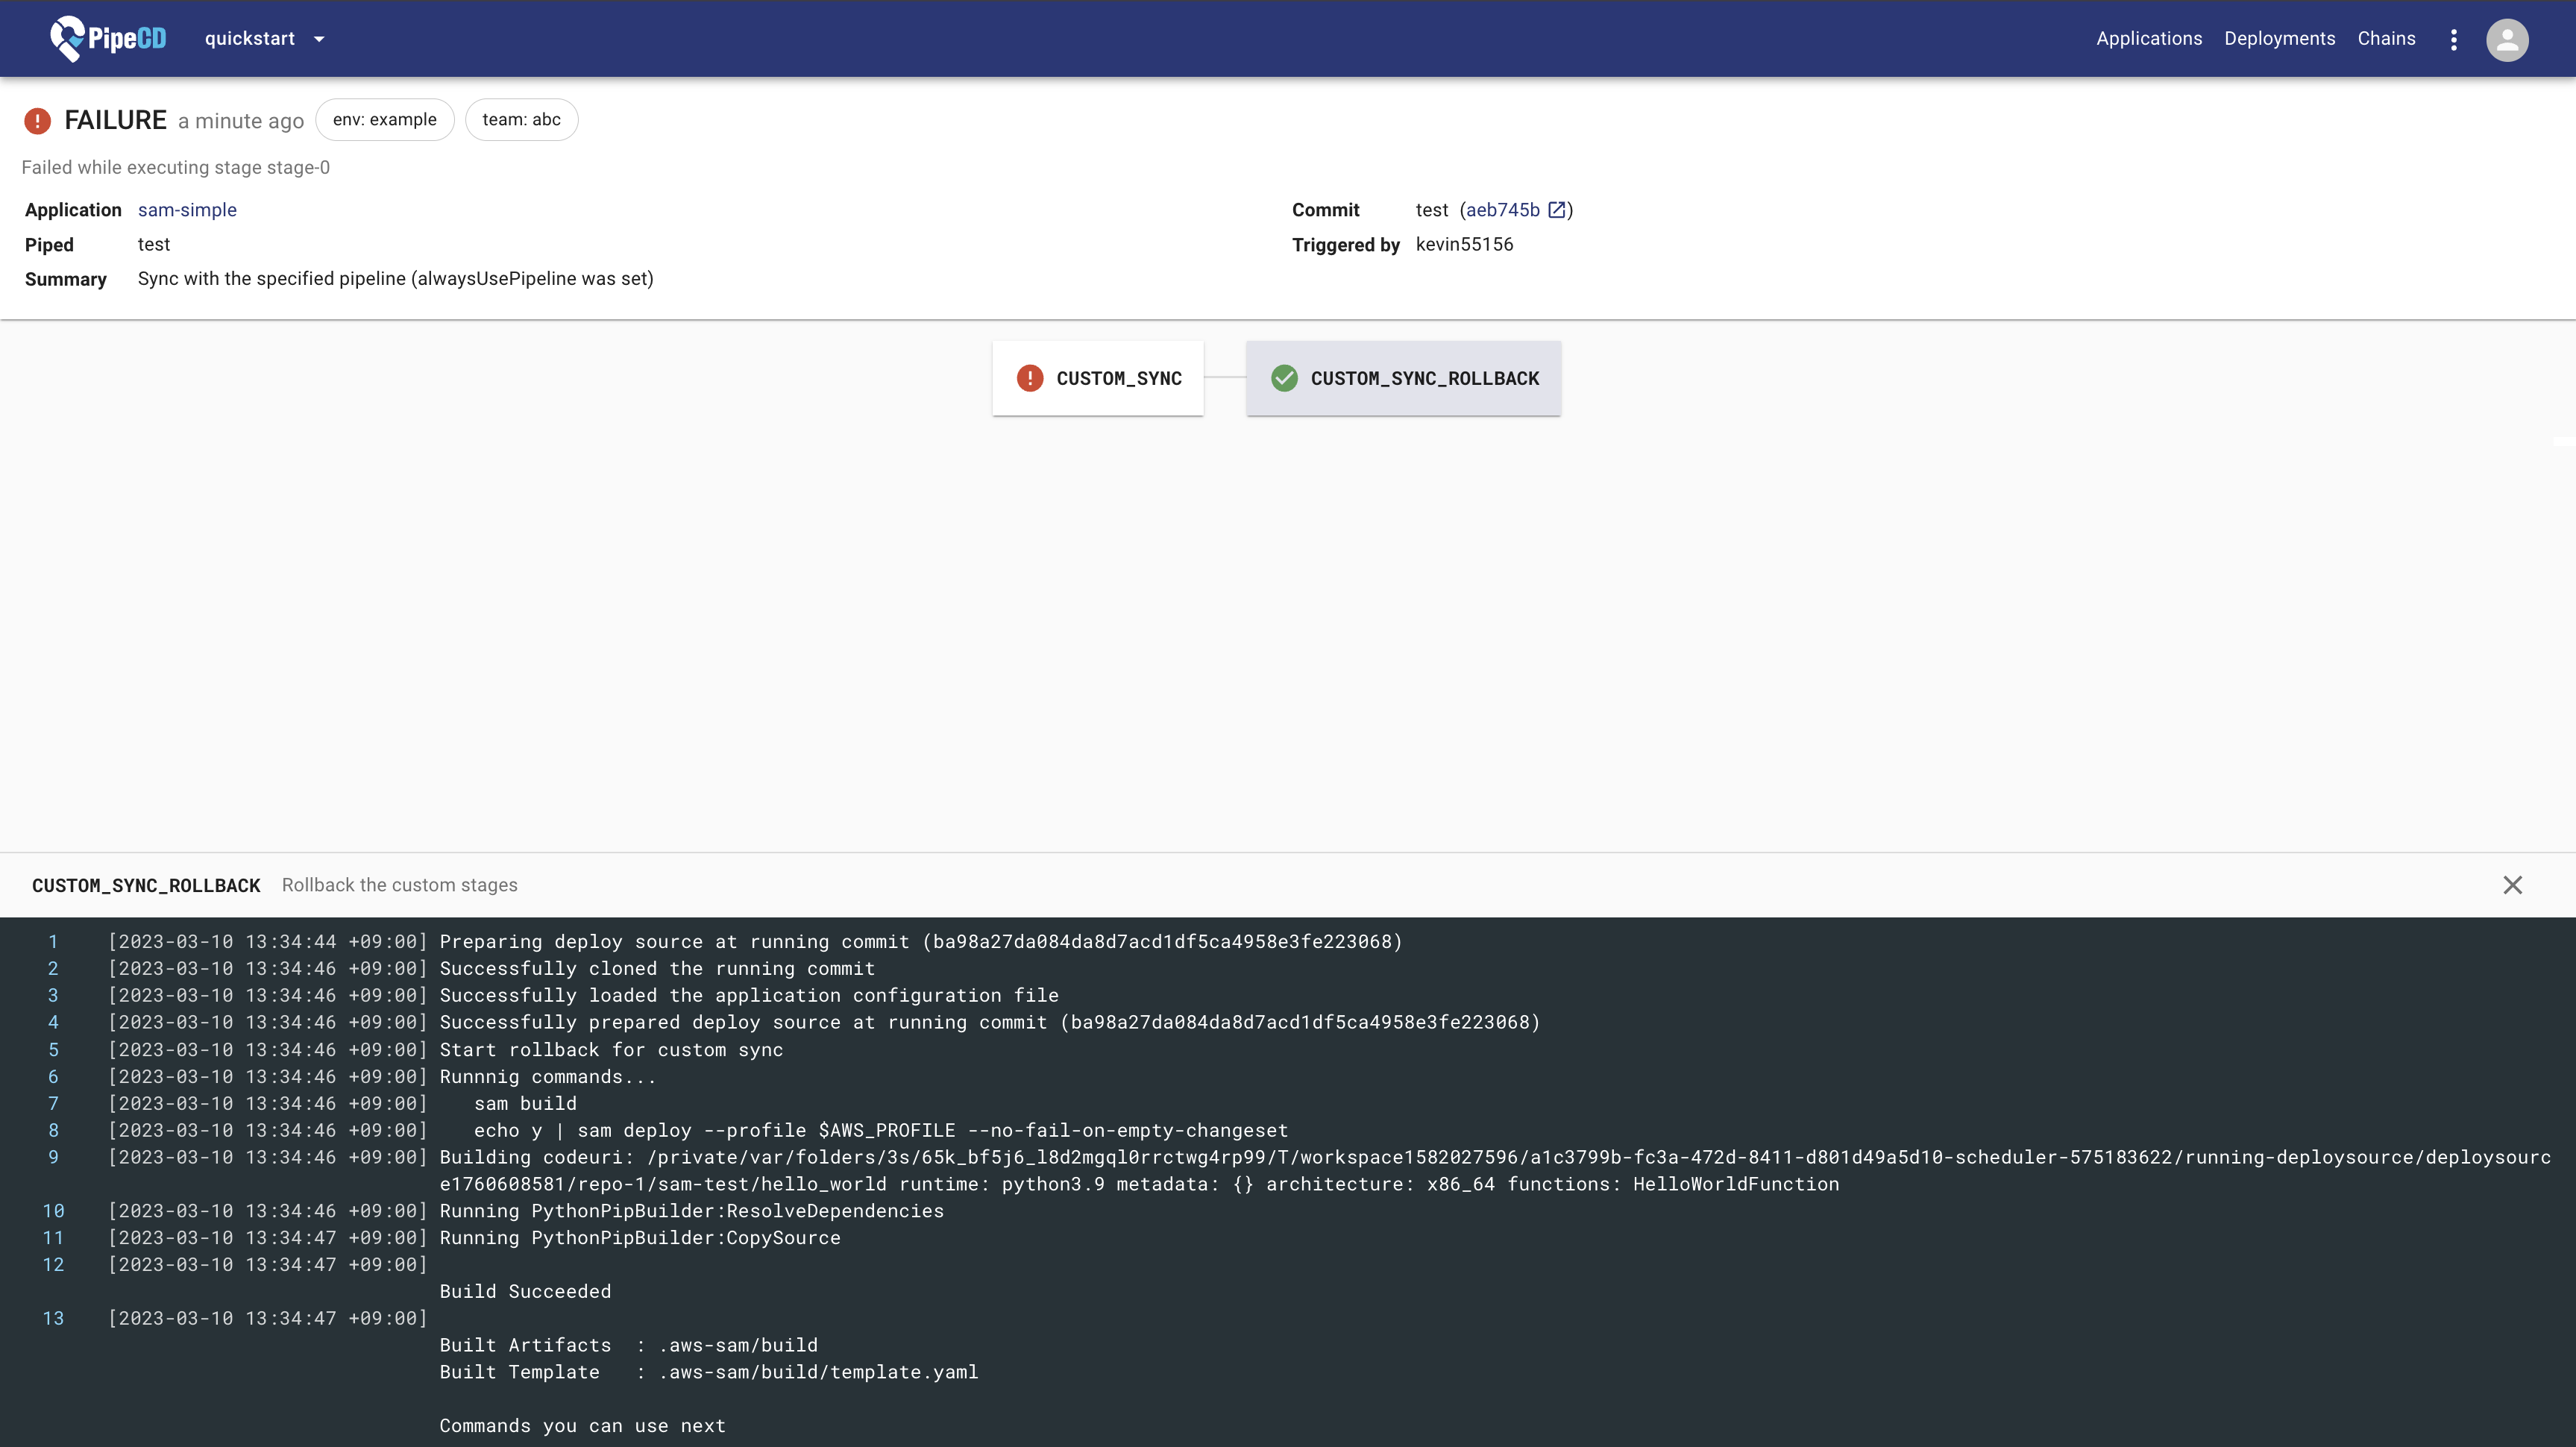 PipeCD quickstart Applications Deployments Chains
FAILURE a minute ago env: example team: abc
Failed while executing stage stage-0
Application sam-simple
Piped test
Summary Sync with the specified pipeline (alwaysUsePipeline was set)
Commit test (aeb745b)
Triggered by kevin55156
CUSTOM_SYNC CUSTOM_SYNC_ROLLBACK
CUSTOM_SYNC_ROLLBACK Rollback the custom stages
1 [2023-03-10 13:34:44 +09:00] Preparing deploy source at running commit (ba98a27da084da8d7acd1df5ca4958e3fe223068)
2 [2023-03-10 13:34:46 +09:00] Successfully cloned the running commit
3 [2023-03-10 13:34:46 +09:00] Successfully loaded the application configuration file
4 [2023-03-10 13:34:46 +09:00] Successfully prepared deploy source at running commit (ba98a27da084da8d7acd1df5ca4958e3fe223068)
5 [2023-03-10 13:34:46 +09:00] Start rollback for custom sync
6 [2023-03-10 13:34:46 +09:00] Runnnig commands...
7 [2023-03-10 13:34:46 +09:00] sam build
8 [2023-03-10 13:34:46 +09:00] echo y | sam deploy --profile $AWS_PROFILE --no-fail-on-empty-changeset
9 [2023-03-10 13:34:46 +09:00] Building codeuri: /private/var/folders/3s/65k_bf5j6_l8d2mgql0rrctwg4rp99/T/workspace1582027596/a1c3799b-fc3a-472d-8411-d801d49a5d10-scheduler-575183622/running-deploysource/deploysourc
e1760608581/repo-1/sam-test/hello_world runtime: python3.9 metadata: {} architecture: x86_64 functions: HelloWorldFunction
10 [2023-03-10 13:34:46 +09:00] Running PythonPipBuilder:ResolveDependencies
11 [2023-03-10 13:34:47 +09:00] Running PythonPipBuilder:CopySource
12 [2023-03-10 13:34:47 +09:00]
Build Succeeded
13 [2023-03-10 13:34:47 +09:00]
Built Artifacts : .aws-sam/build
Built Template : .aws-sam/build/template.yaml
Commands you can use next